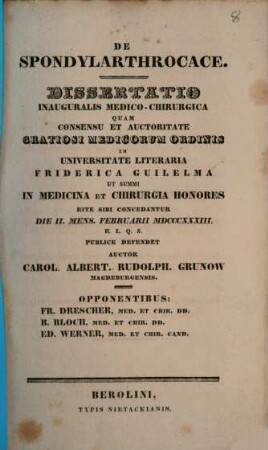 8
DE
SPONDYLARTHROCACE.
DISSERTATIO
INAUGURALIS MEDICO-CHIRURGICA
QUAM
CONSENSU ET AUCTORITATE
GRATIOSI MEDICORUM ORDINIS
IN
UNIVERSITATE LITERARIA
FRIDERICA GUILELMA
UT SUMMI
IN MEDICINA ET CHIRURGIA HONORES
RITE SIBI CONCEDANTUR
DIE II. MENS. FEBRUARII MDCCCXXXIII.
H. L. Q. S.
PUBLICE DEFENDET
AUCTOR
CAROL. ALBERT. RUDOLPH. GRUNOW
MAGDEBURGENSIS.
OPPONENTIBUS:
FR. DRESCHER, MED. ET CHIR. DD.
B. BLOCH, MED. ET CHIR. DD.
ED. WERNER, MED. ET CHIR. CAND.
BEROLINI,
TYPIS NIETACKIANIS.